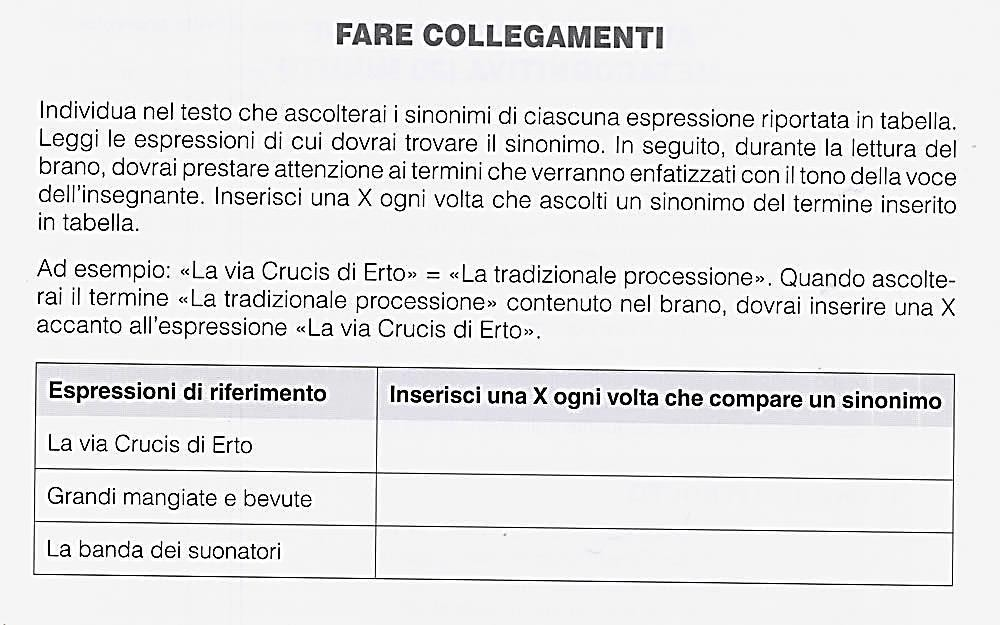 FARE COLLEGAMENTI
Individua nel testo che ascolterai i sinonimi di ciascuna espressione riportata in tabella.
Leggi le espressioni di cui dovrai trovare il sinonimo. In seguito, durante la lettura del
brano, dovrai prestare attenzione ai termini che verranno enfatizzati con il tono della voce
dell'insegnante. Inserisci una X ogni volta che ascolti un sinonimo del termine inserito
in tabella.
Ad esempio: «La via Crucis di Erto» = «La tradizionale processione». Quando ascolte-
rai il termine «La tradizionale processione» contenuto nel brano, dovrai inserire una X
accanto all'espressione «La via Crucis di Erto».
Espressioni di riferimento Inserisci una X ogni volta che compare un sinonimo
La via Crucis di Erto
Grandi mangiate e bevute
La banda dei suonatori